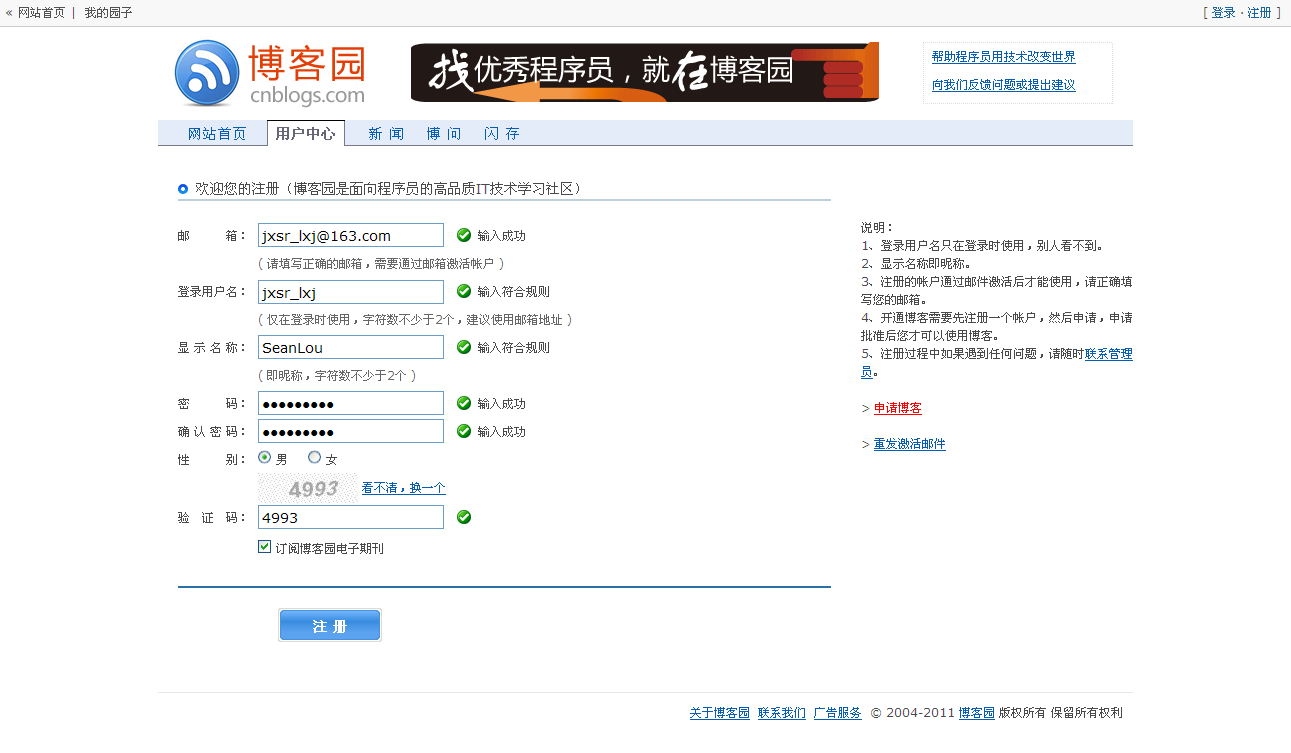 « 网站首页 | 我的园子
[ 登录 · 注册 ]
博客园
cnblogs.com
找优秀程序员，就在博客园
帮助程序员用技术改变世界
向我们反馈问题或提出建议
网站首页 用户中心 新 闻 博 问 闪 存
欢迎您的注册（博客园是面向程序员的高品质IT技术学习社区）
邮 箱： jxsr_lxj@163.com 输入成功
( 请填写正确的邮箱，需要通过邮箱激活帐户 )
登录用户名： jxsr_lxj 输入符合规则
( 仅在登录时使用，字符数不少于2个，建议使用邮箱地址 )
显 示 名 称： SeanLou 输入符合规则
( 即昵称，字符数不少于2个 )
密 码： ●●●●●●●●● 输入成功
确 认 密 码： ●●●●●●●●● 输入成功
性 别： 男 女
4993 看不清，换一个
验 证 码： 4993
订阅博客园电子期刊
注 册
说明：
1、登录用户名只在登录时使用，别人看不到。
2、显示名称即昵称。
3、注册的帐户通过邮件激活后才能使用，请正确填
写您的邮箱。
4、开通博客需要先注册一个帐户，然后申请，申请
批准后您才可以使用博客。
5、注册过程中如果遇到任何问题，请随时联系管理
员。
> 申请博客
> 重发激活邮件
关于博客园 联系我们 广告服务 © 2004-2011 博客园 版权所有 保留所有权利